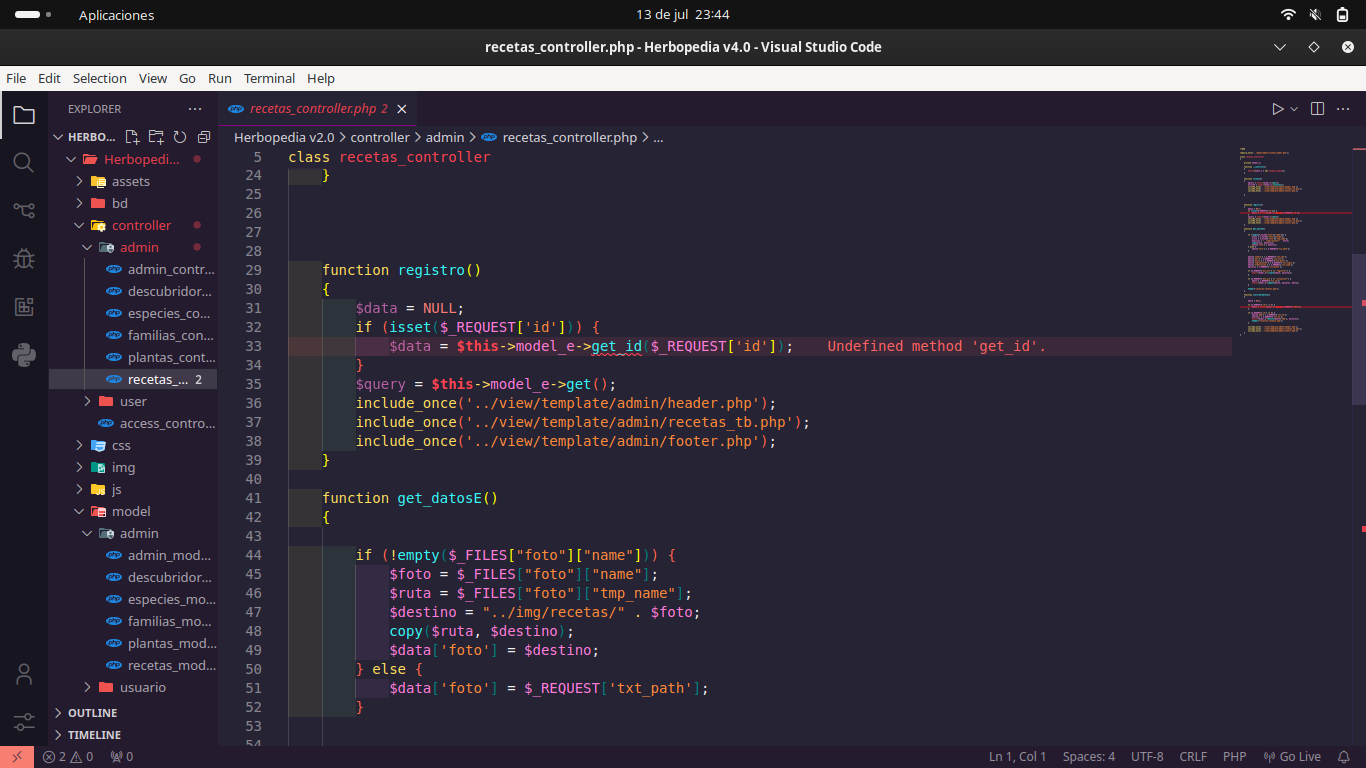 Aplicaciones
13 de jul 23:44
recetas_controller.php - Herbopedia v4.0 - Visual Studio Code
File Edit Selection View Go Run Terminal Help
EXPLORER
HERBO...
Herbopedi...
assets
bd
controller
admin
admin_contr...
descubridor...
especies_co...
familias_con...
plantas_cont...
recetas_... 2
user
access_contro...
css
img
js
model
admin
admin_mod...
descubridor...
especies_mo...
familias_mo...
plantas_mod...
recetas_mod...
usuario
OUTLINE
TIMELINE
recetas_controller.php 2
Herbopedia v2.0 > controller > admin > recetas_controller.php > ...
5 class recetas_controller
24 }
25
26
27
28
29 function registro()
30 {
31 $data = NULL;
32 if (isset($_REQUEST['id'])) {
33 $data = $this->model_e->get_id($_REQUEST['id']); Undefined method 'get_id'.
34 }
35 $query = $this->model_e->get();
36 include_once('../view/template/admin/header.php');
37 include_once('../view/template/admin/recetas_tb.php');
38 include_once('../view/template/admin/footer.php');
39 }
40
41 function get_datosE()
42 {
43
44 if (!empty($_FILES["foto"]["name"])) {
45 $foto = $_FILES["foto"]["name"];
46 $ruta = $_FILES["foto"]["tmp_name"];
47 $destino = "../img/recetas/" . $foto;
48 copy($ruta, $destino);
49 $data['foto'] = $destino;
50 } else {
51 $data['foto'] = $_REQUEST['txt_path'];
52 }
53
54
2 0 0 Ln 1, Col 1 Spaces: 4 UTF-8 CRLF PHP Go Live